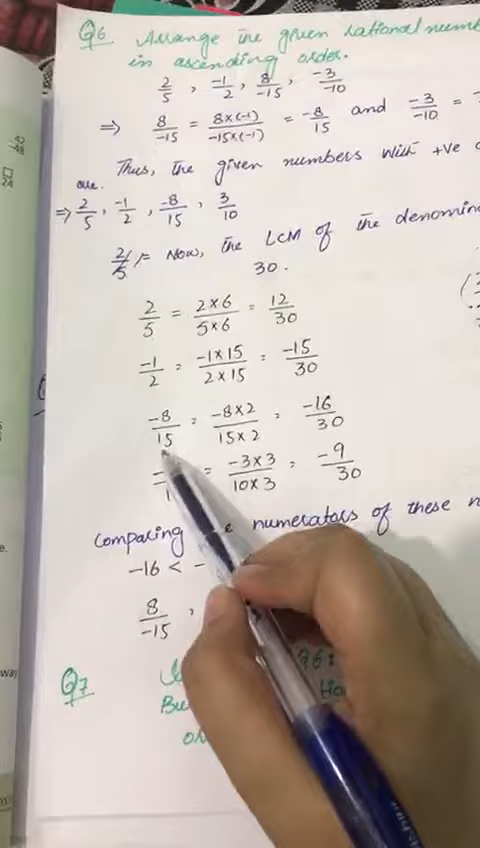 Q6 Arrange the given rational numb
in ascending order.
2/5 , -1/2 , 8/-15 , -3/-10
⇒ 8/-15 = 8×(-1)/-15×(-1) = -8/15 and -3/-10 =
Thus, the given numbers with +ve
are.
⇒ 2/5 , -1/2 , -8/15 , 3/10
Now, the LCM of the denomin
30.
2/5 = 2×6/5×6 = 12/30
-1/2 = -1×15/2×15 = -15/30
-8/15 = -8×2/15×2 = -16/30
= -3×3/10×3 = -9/30
Comparing numerators of these
-16 < -
8/-15 ,
Q7